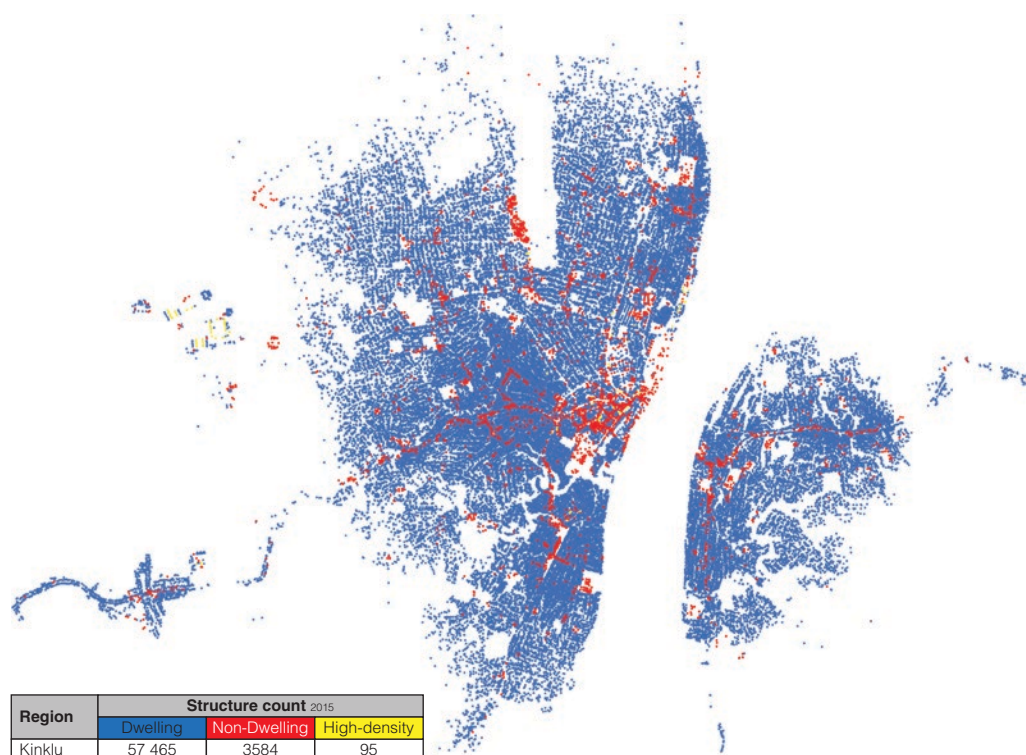 Region
Structure count 2015
Dwelling Non-Dwelling High-density
Kinklu 57 465 3584 95